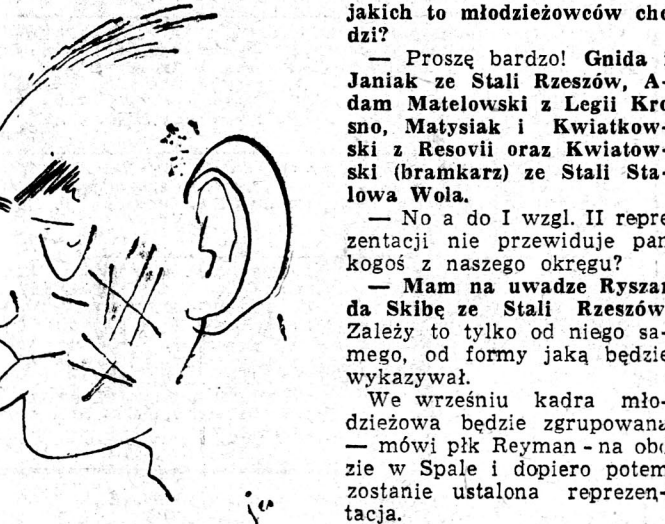 jakich to młodzieżowców cho
dzi?
— Proszę bardzo! Gnida i
Janiak ze Stali Rzeszów, A-
dam Matelowski z Legii Kro
sno, Matysiak i Kwiatkow-
ski z Resovii oraz Kwiatow-
ski (bramkarz) ze Stali Sta-
lowa Wola.
— No a do I wzgl. II repre
zentacji nie przewiduje pan
kogoś z naszego okręgu?
— Mam na uwadze Ryszar
da Skibę ze Stali Rzeszów.
Zależy to tylko od niego sa-
mego, od formy jaką będzie
wykazywał.
We wrześniu kadra mło-
dzieżowa będzie zgrupowana
— mówi płk Reyman - na obo
zie w Spale i dopiero potem
zostanie ustalona reprezen-
tacja.